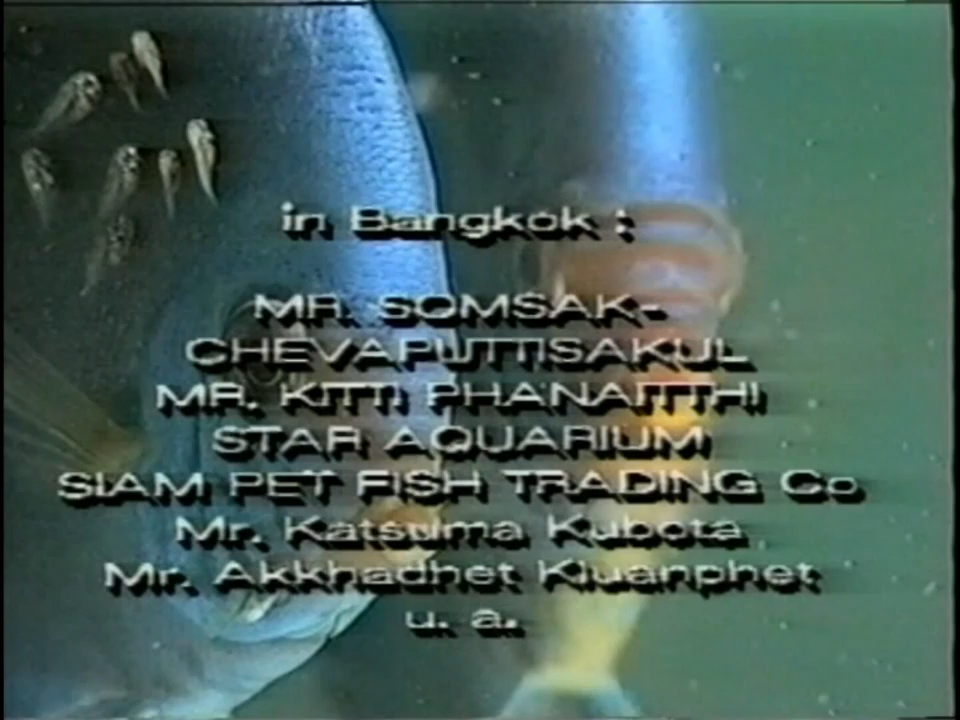 in Bangkok :
MR. SOMSAK-
CHEVAPUTTISAKUL
MR. KITTI PHANAITTHI
STAR AQUARIUM
SIAM PET FISH TRADING Co
Mr. Katsuma Kubota
Mr. Akkhadhet Kluanphet
u. a.